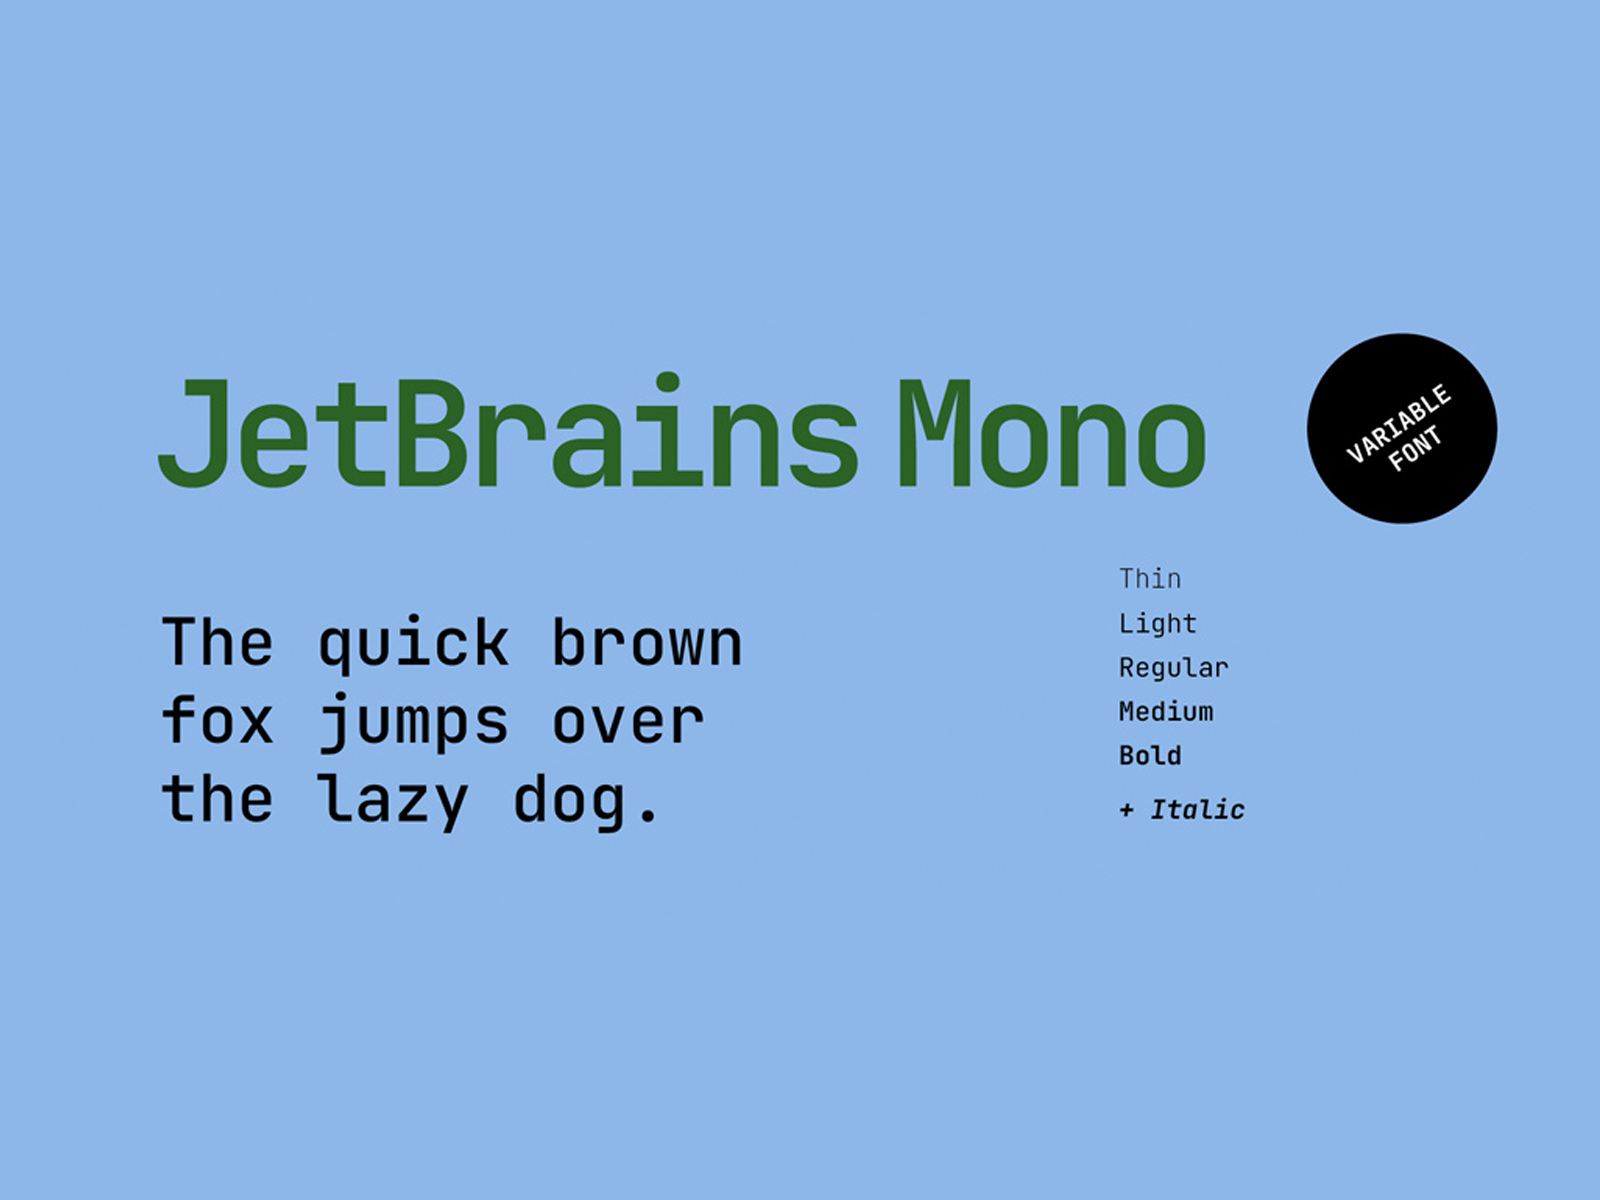 JetBrains Mono
VARIABLE
FONT
The quick brown
fox jumps over
the lazy dog.
Thin
Light
Regular
Medium
Bold
+ Italic